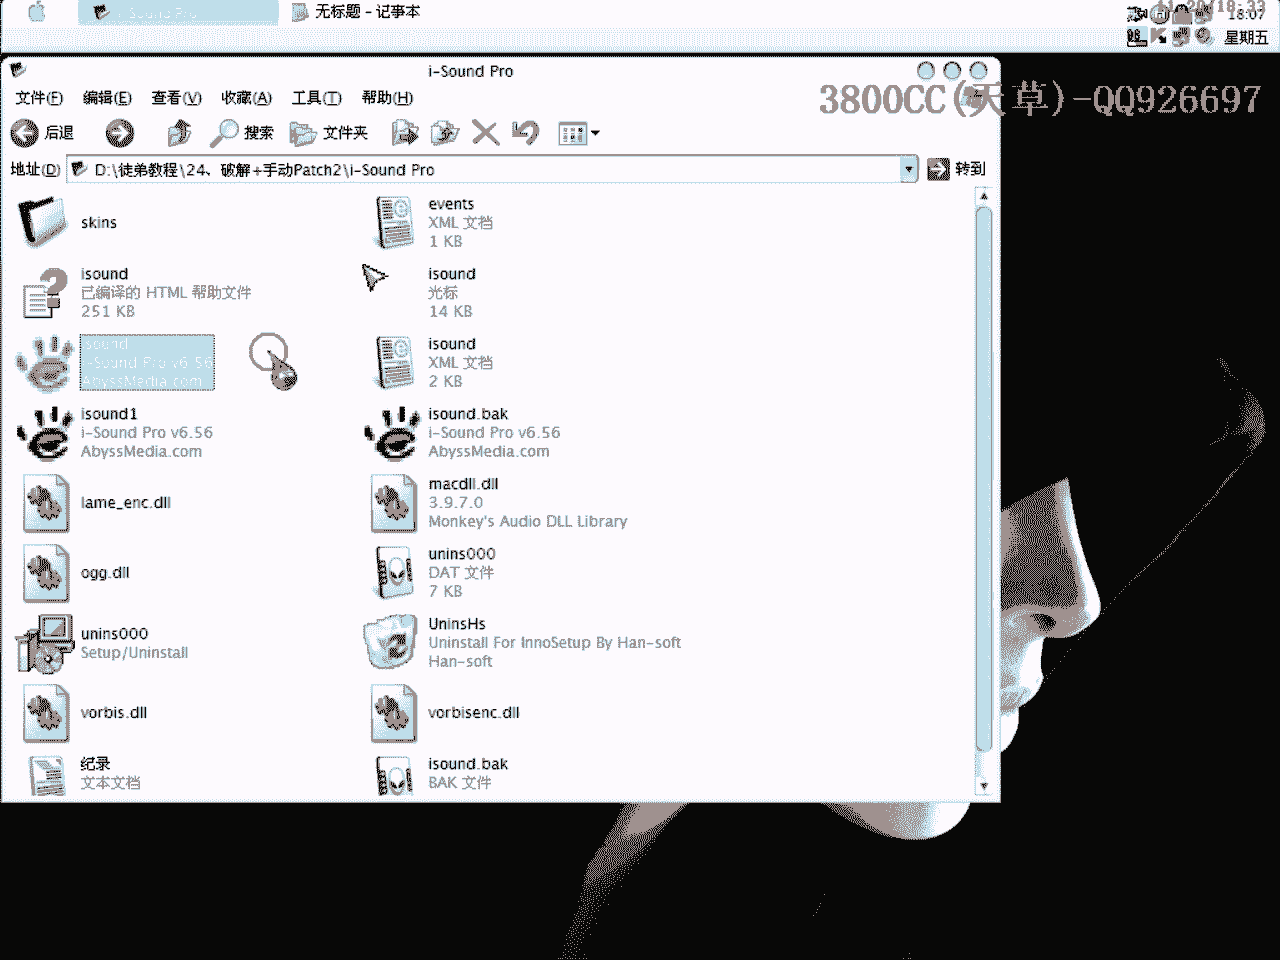 i-Sound Pro
无标题 - 记事本
18:07
星期五
i-Sound Pro
3800CC(天草)-QQ926697
文件(F) 编辑(E) 查看(V) 收藏(A) 工具(T) 帮助(H)
后退 搜索 文件夹
地址(D) D:\徒弟教程\24、破解+手动Patch2\i-Sound Pro 转到
skins
events
XML 文档
1 KB
isound
已编译的 HTML 帮助文件
251 KB
isound
光标
14 KB
isound
i-Sound Pro v6.56
AbyssMedia.com
isound
XML 文档
2 KB
isound1
i-Sound Pro v6.56
AbyssMedia.com
isound.bak
i-Sound Pro v6.56
AbyssMedia.com
lame_enc.dll
macdll.dll
3.9.7.0
Monkey's Audio DLL Library
ogg.dll
unins000
DAT 文件
7 KB
unins000
Setup/Uninstall
UninsHs
Uninstall For InnoSetup By Han-soft
Han-soft
vorbis.dll
vorbisenc.dll
纪录
文本文档
isound.bak
BAK 文件